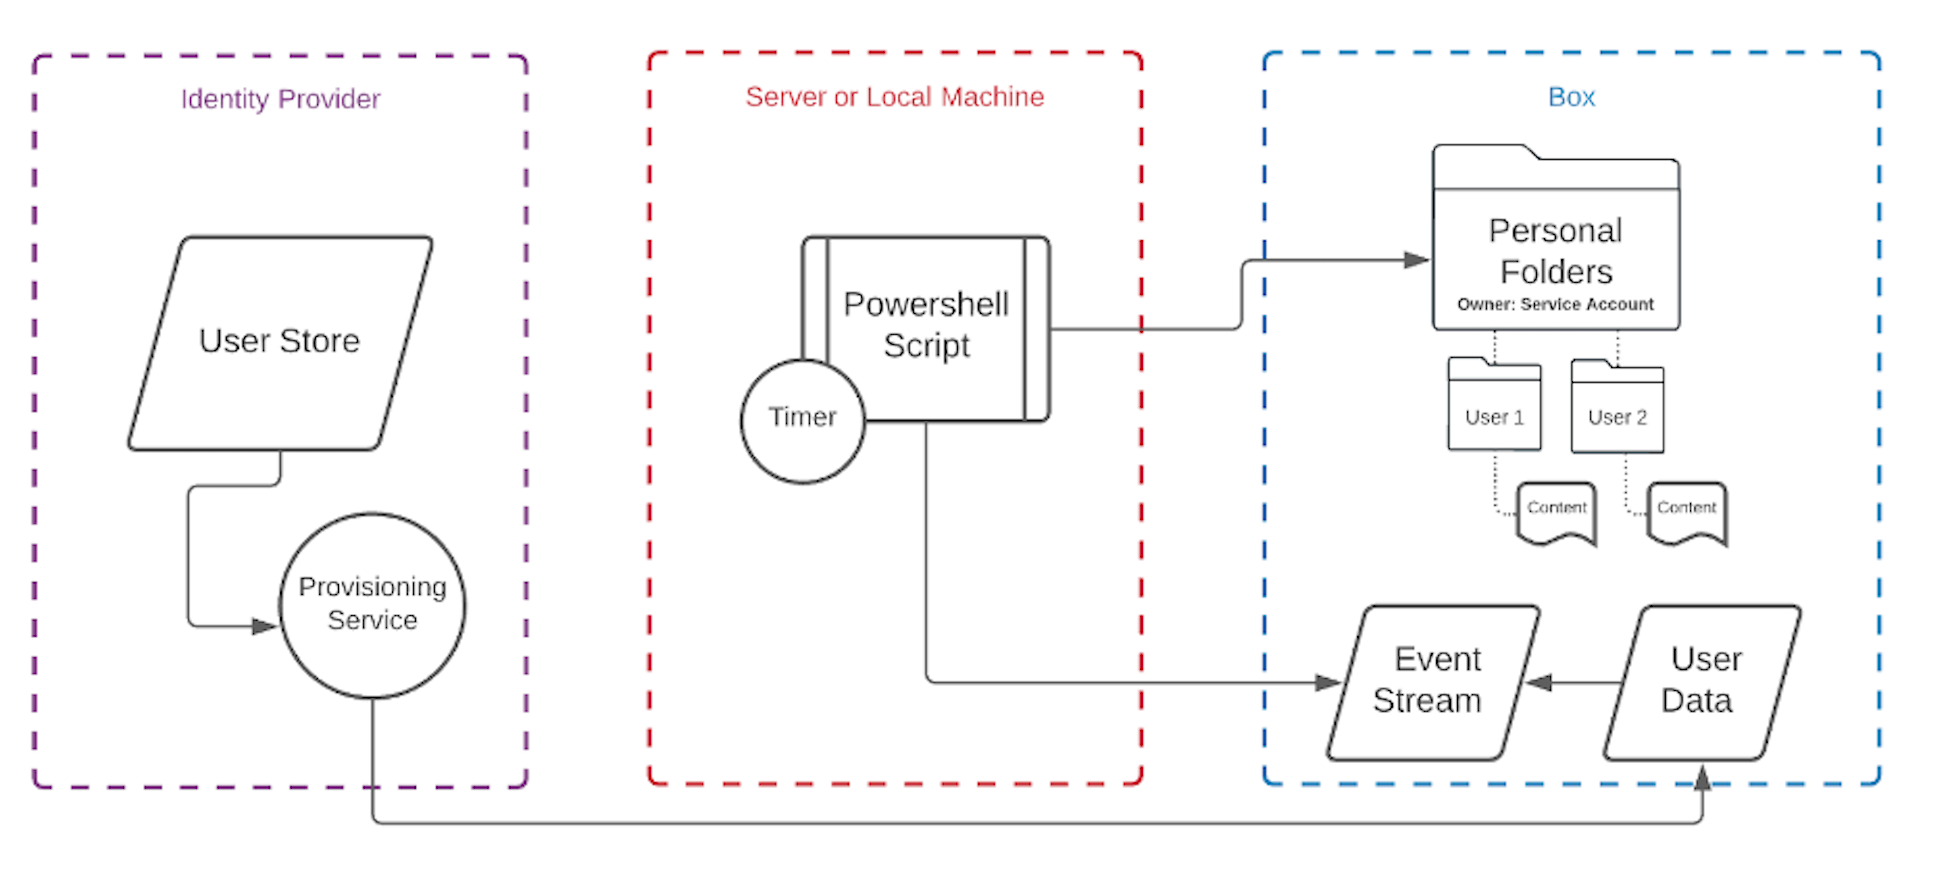 Identity Provider
User Store
Provisioning
Service
Server or Local Machine
Powershell
Script
Timer
Box
Personal
Folders
Owner: Service Account
User 1
User 2
Content
Content
Event
Stream
User
Data